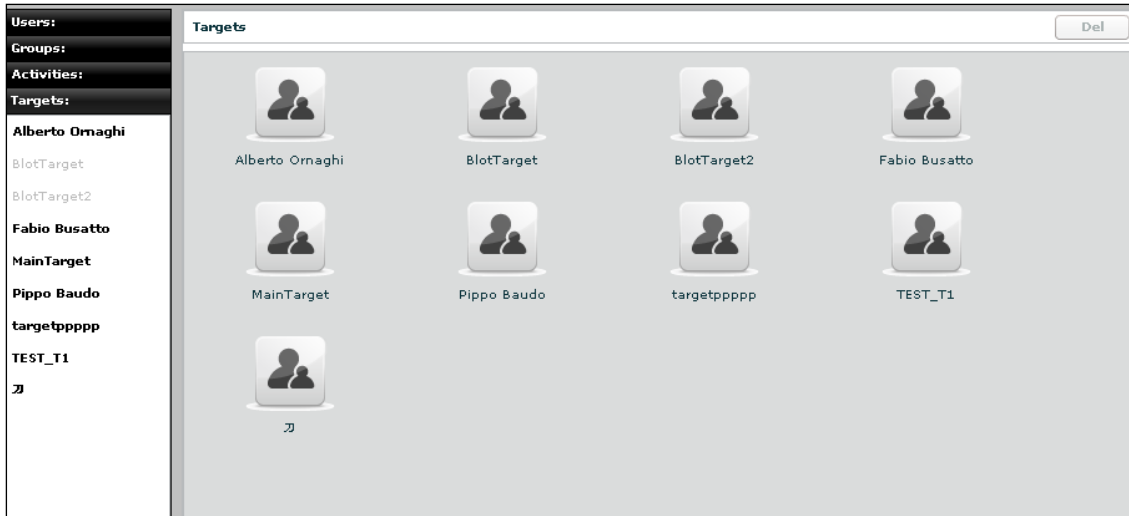 Users:
Groups:
Activities:
Targets:
Alberto Ornaghi
BlotTarget
BlotTarget2
Fabio Busatto
MainTarget
Pippo Baudo
targetppppp
TEST_T1
刀
Targets
Del
Alberto Ornaghi
BlotTarget
BlotTarget2
Fabio Busatto
MainTarget
Pippo Baudo
targetppppp
TEST_T1
刀